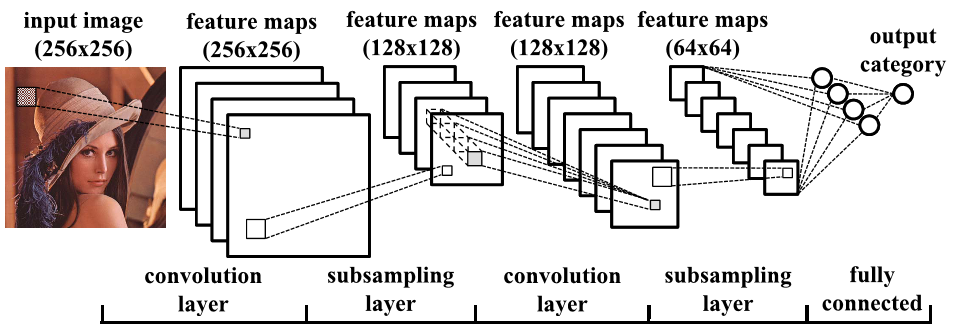 input image
(256x256)
feature maps
(256x256)
feature maps
(128x128)
feature maps
(128x128)
feature maps
(64x64)
output
category
convolution
layer
subsampling
layer
convolution
layer
subsampling
layer
fully
connected